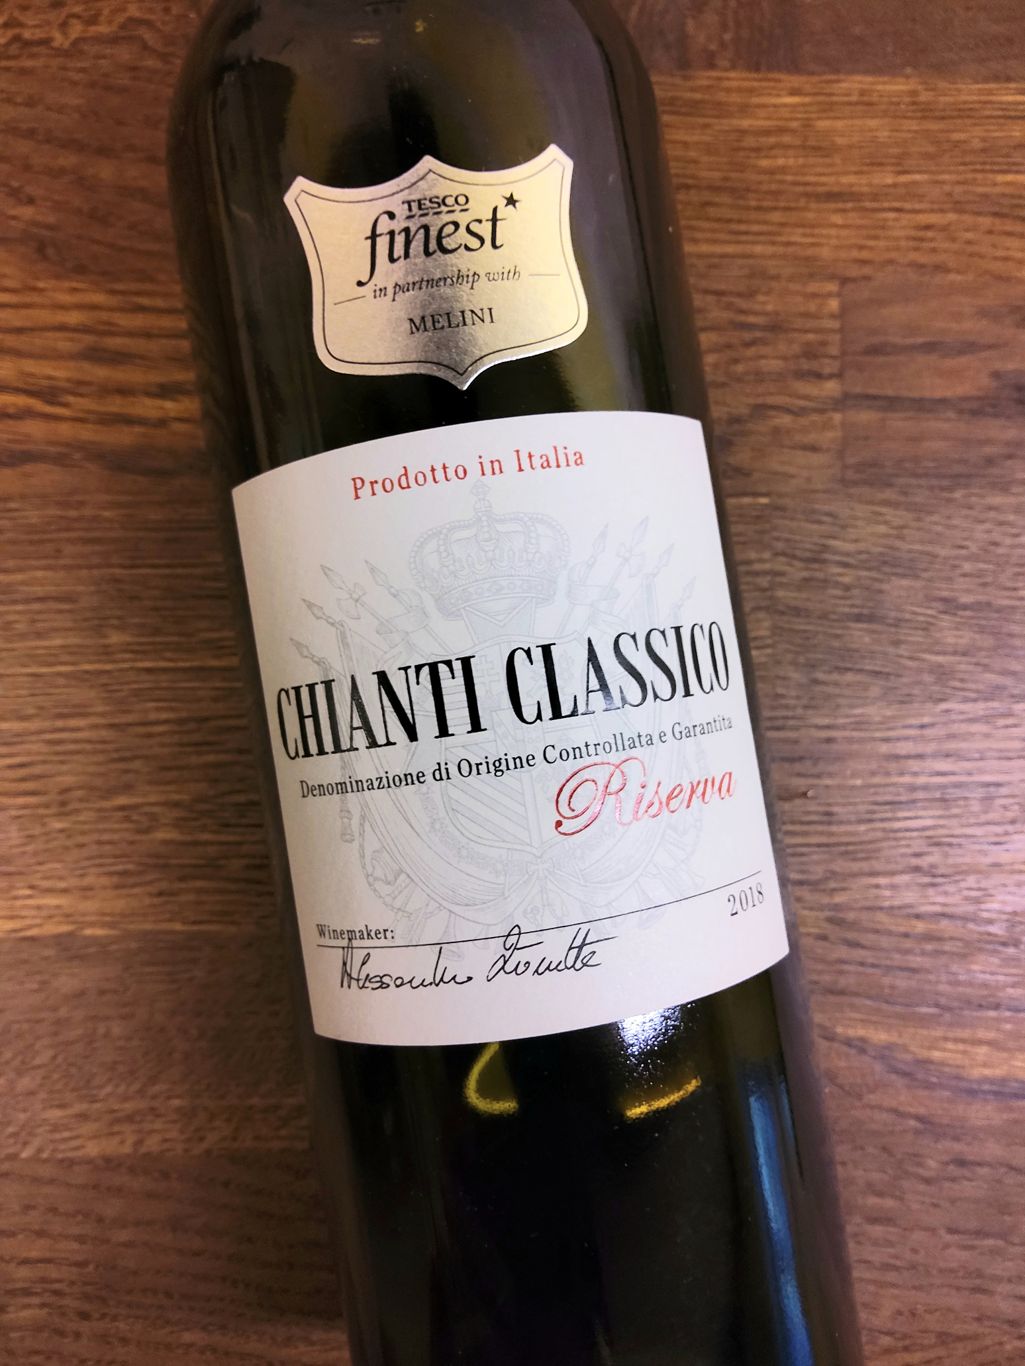 TESCO
finest
in partnership with
MELINI
Prodotto in Italia
CHIANTI CLASSICO
Denominazione di Origine Controllata e Garantita
Riserva
2018
Winemaker:
Alessandro